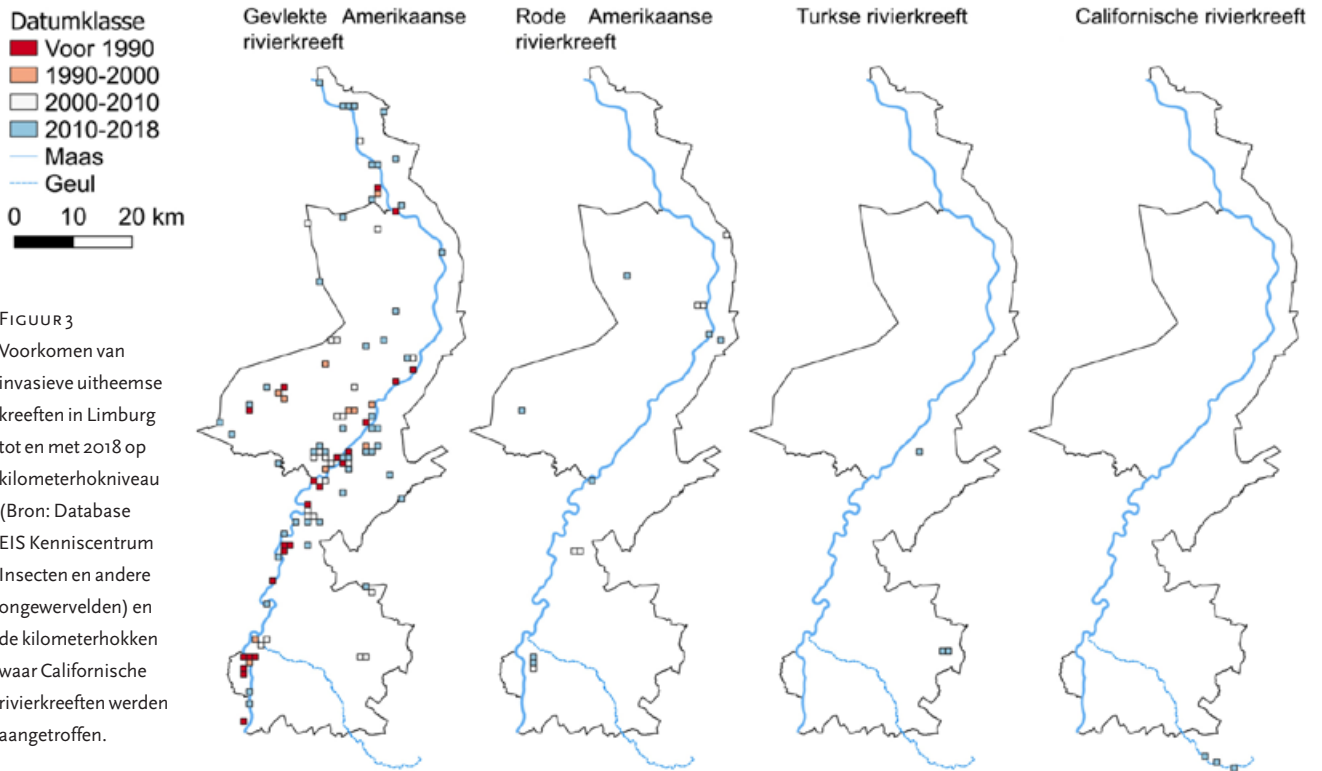 Datumklasse
Voor 1990
1990-2000
2000-2010
2010-2018
Maas
Geul
0 10 20 km
Gevlekte Amerikaanse
rivierkreeft
Rode Amerikaanse
rivierkreeft
Turkse rivierkreeft
Californische rivierkreeft
Figuur 3
Voorkomen van
invasieve uitheemse
kreeften in Limburg
tot en met 2018 op
kilometerhokniveau
(Bron: Database
EIS Kenniscentrum
Insecten en andere
ongewervelden) en
de kilometerhokken
waar Californische
rivierkreeften werden
aangetroffen.